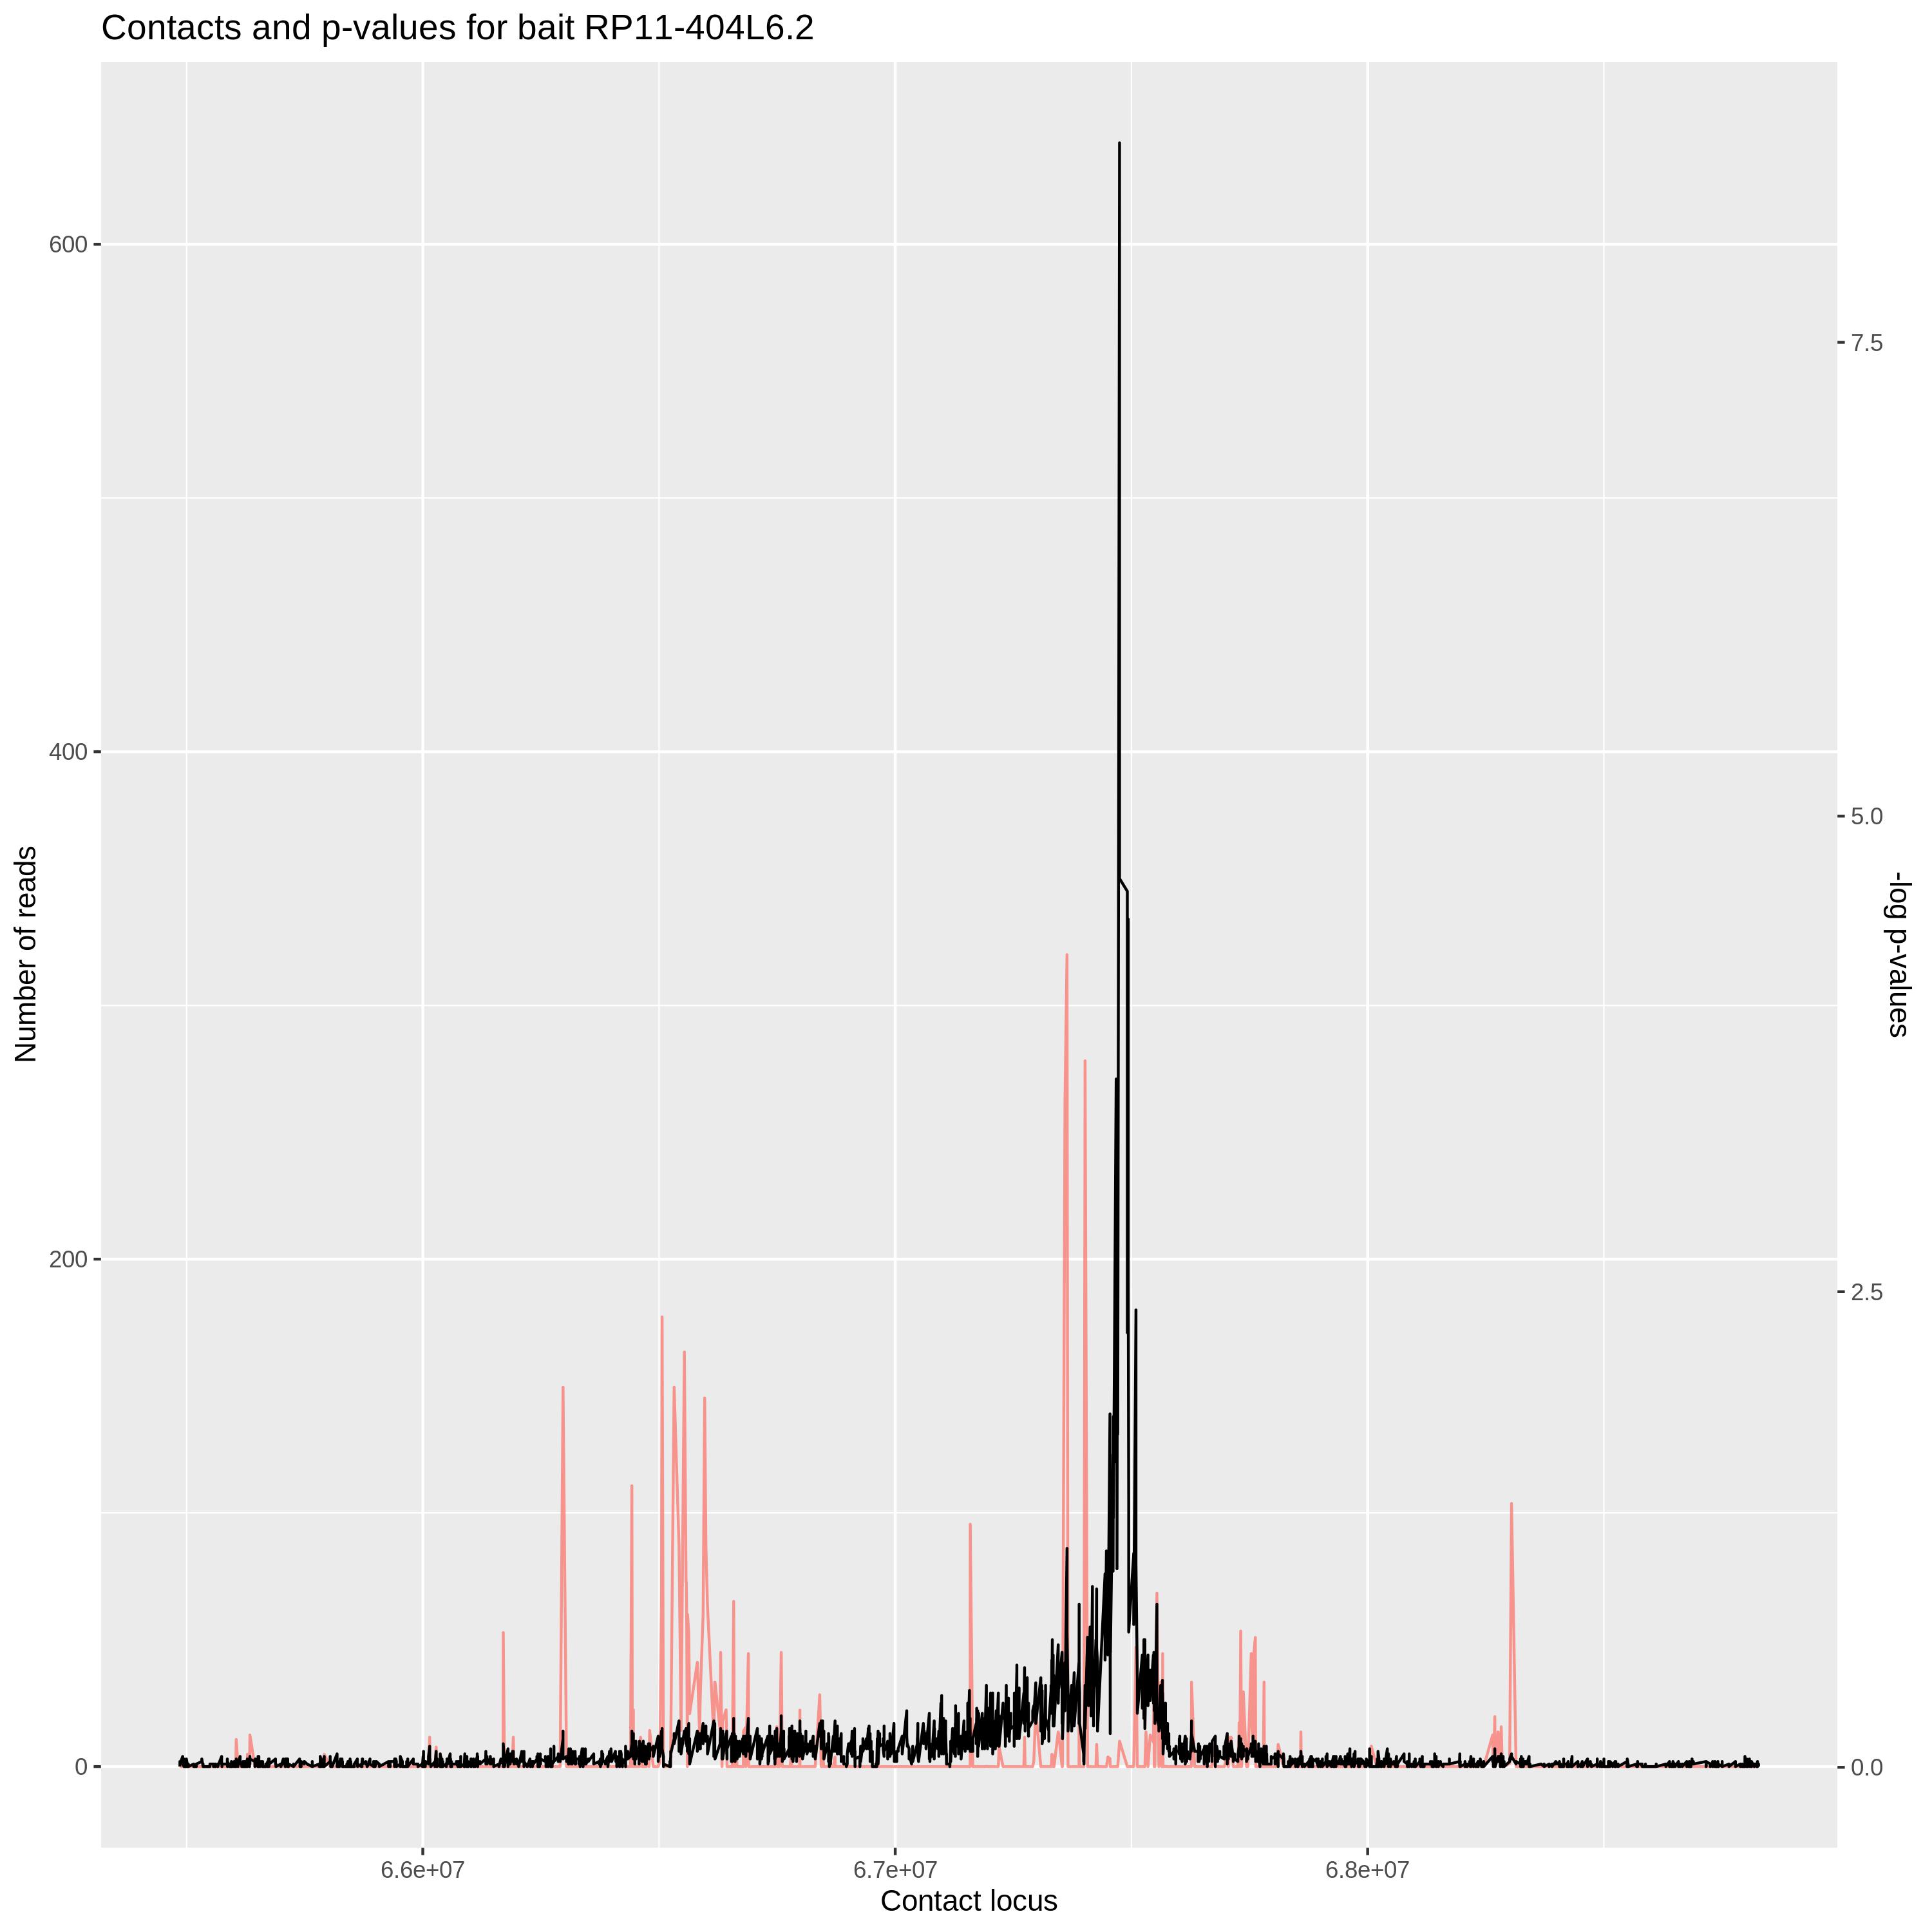 Contacts and p-values for bait RP11-404L6.2
600
400
200
0
Number of reads
7.5
5.0
2.5
0.0
-log p-values
6.6e+07
6.7e+07
6.8e+07
Contact locus